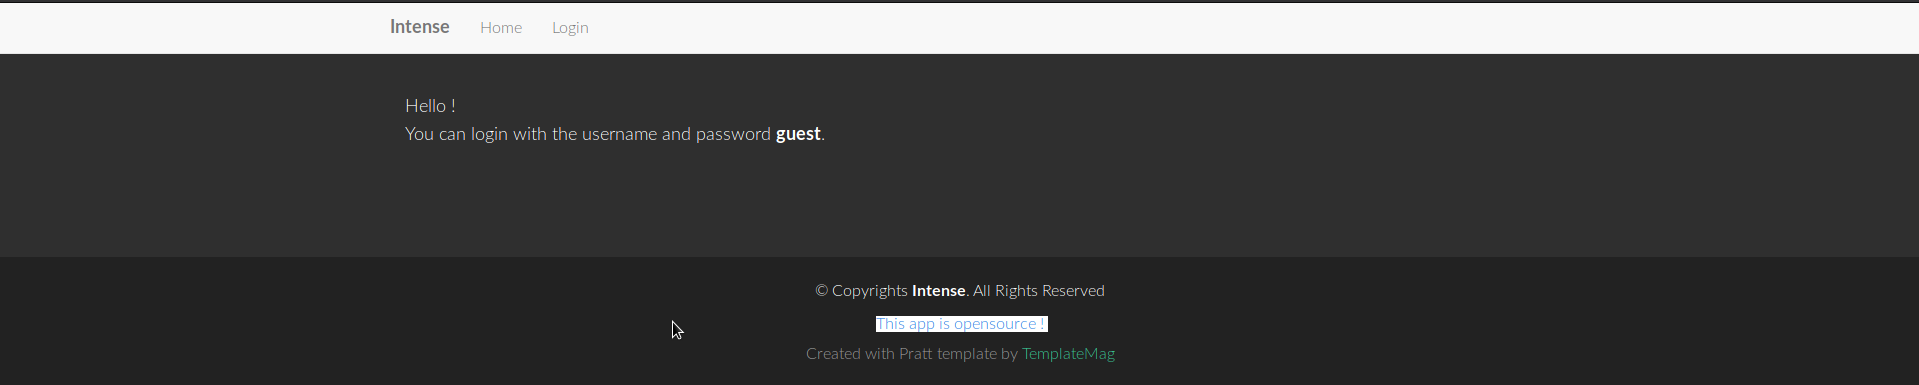 Intense Home Login
Hello !
You can login with the username and password guest.
© Copyrights Intense. All Rights Reserved
This app is opensource !
Created with Pratt template by TemplateMag